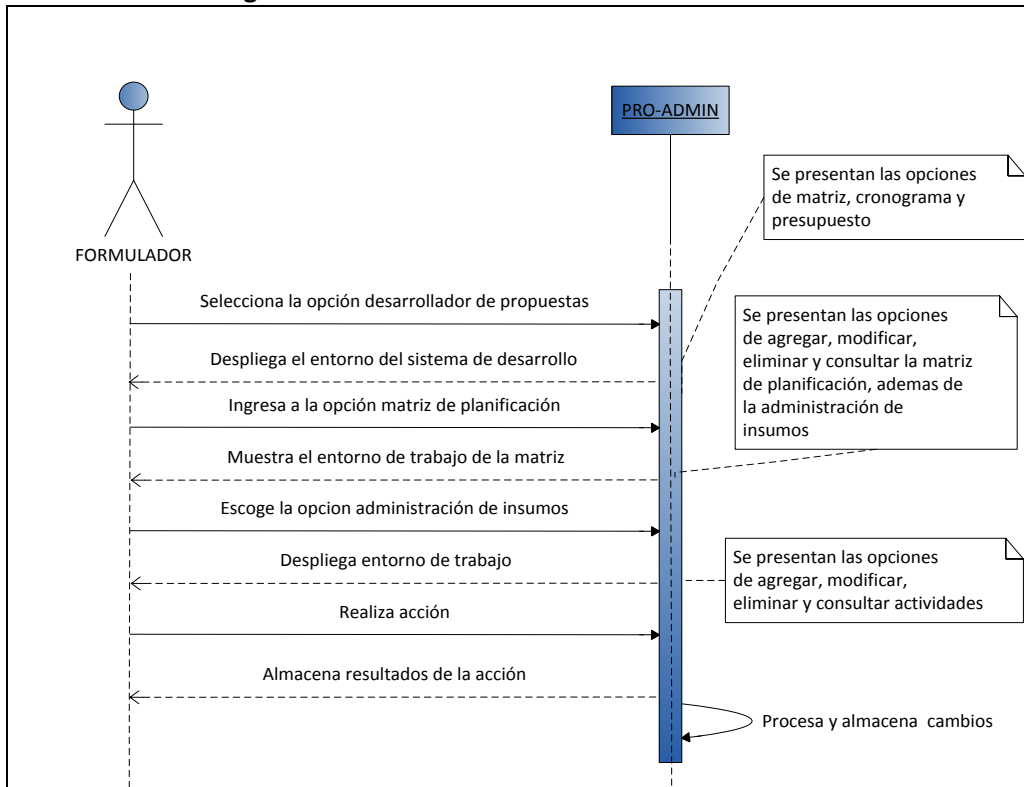 PRO-ADMIN
Se presentan las opciones
de matriz, cronograma y
presupuesto
FORMULADOR
Selecciona la opción desarrollador de propuestas
Se presentan las opciones
de agregar, modificar,
eliminar y consultar la matriz
de planificación, ademas de
la administración de
insumos
Despliega el entorno del sistema de desarrollo
Ingresa a la opción matriz de planificación
Muestra el entorno de trabajo de la matriz
Escoge la opcion administración de insumos
Despliega entorno de trabajo
Se presentan las opciones
de agregar, modificar,
eliminar y consultar actividades
Realiza acción
Almacena resultados de la acción
Procesa y almacena cambios